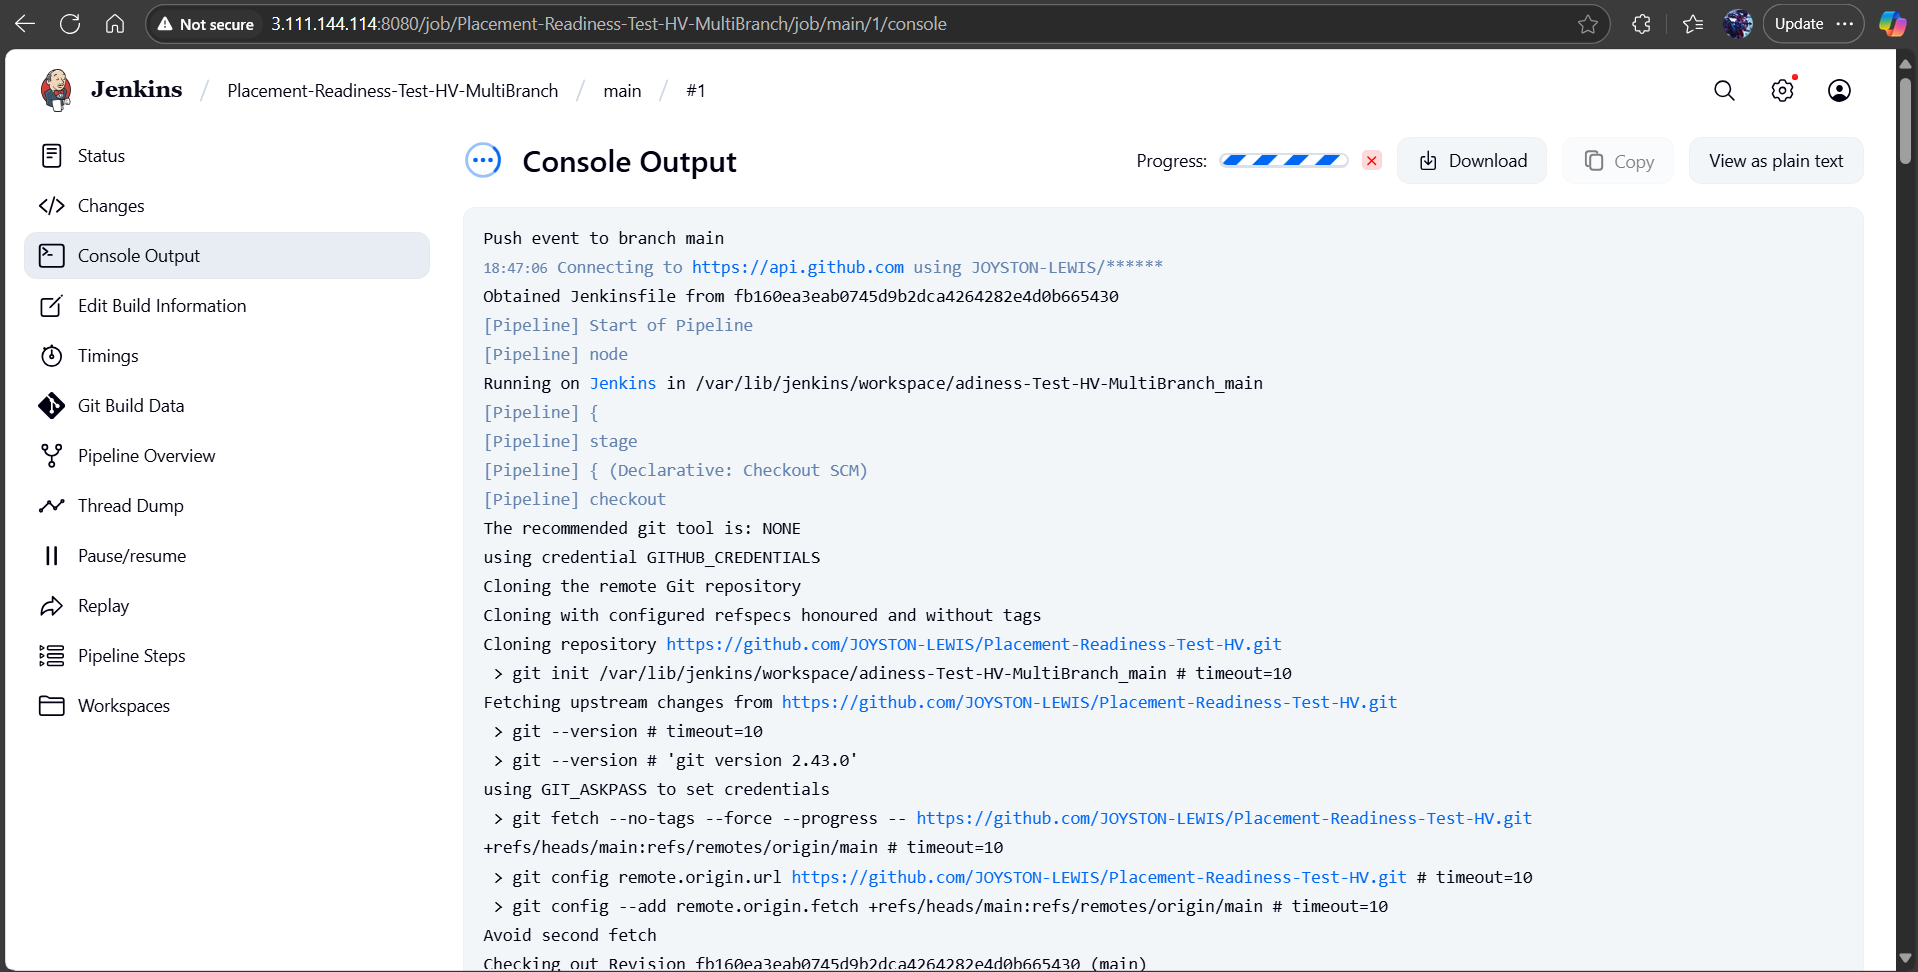 Not secure 3.111.144.114:8080/job/Placement-Readiness-Test-HV-MultiBranch/job/main/1/console Update
Jenkins / Placement-Readiness-Test-HV-MultiBranch / main / #1
Status
Changes
Console Output
Edit Build Information
Timings
Git Build Data
Pipeline Overview
Thread Dump
Pause/resume
Replay
Pipeline Steps
Workspaces
Console Output
Progress: Download Copy View as plain text
Push event to branch main
18:47:06 Connecting to https://api.github.com using JOYSTON-LEWIS/******
Obtained Jenkinsfile from fb160ea3eab0745d9b2dca4264282e4d0b665430
[Pipeline] Start of Pipeline
[Pipeline] node
Running on Jenkins in /var/lib/jenkins/workspace/adiness-Test-HV-MultiBranch_main
[Pipeline] {
[Pipeline] stage
[Pipeline] { (Declarative: Checkout SCM)
[Pipeline] checkout
The recommended git tool is: NONE
using credential GITHUB_CREDENTIALS
Cloning the remote Git repository
Cloning with configured refspecs honoured and without tags
Cloning repository https://github.com/JOYSTON-LEWIS/Placement-Readiness-Test-HV.git
> git init /var/lib/jenkins/workspace/adiness-Test-HV-MultiBranch_main # timeout=10
Fetching upstream changes from https://github.com/JOYSTON-LEWIS/Placement-Readiness-Test-HV.git
> git --version # timeout=10
> git --version # 'git version 2.43.0'
using GIT_ASKPASS to set credentials
> git fetch --no-tags --force --progress -- https://github.com/JOYSTON-LEWIS/Placement-Readiness-Test-HV.git
+refs/heads/main:refs/remotes/origin/main # timeout=10
> git config remote.origin.url https://github.com/JOYSTON-LEWIS/Placement-Readiness-Test-HV.git # timeout=10
> git config --add remote.origin.fetch +refs/heads/main:refs/remotes/origin/main # timeout=10
Avoid second fetch
Checking out Revision fb160ea3eab0745d9b2dca4264282e4d0b665430 (main)